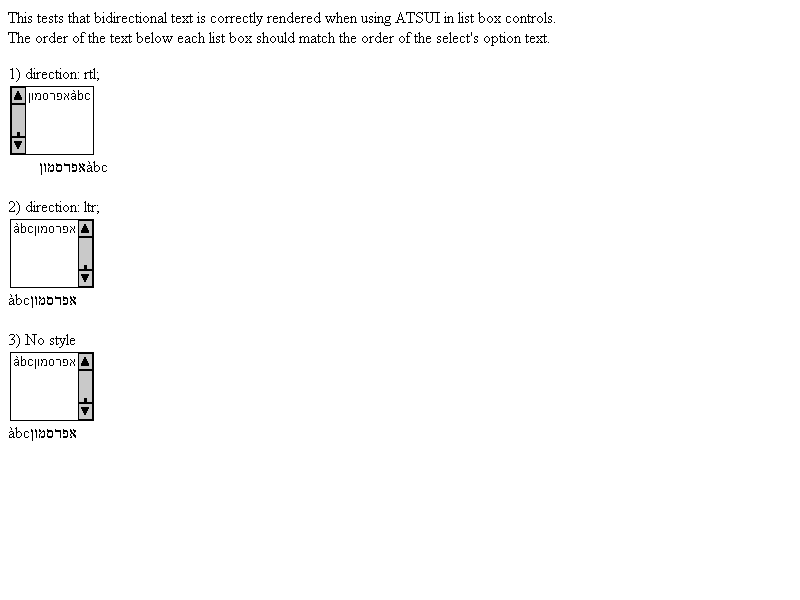 This tests that bidirectional text is correctly rendered when using ATSUI in list box controls.
The order of the text below each list box should match the order of the select's option text.
1) direction: rtl;
àbcאפרסמון
àbcאפרסמון
2) direction: ltr;
àbcאפרסמון
àbcאפרסמון
3) No style
àbcאפרסמון
àbcאפרסמון